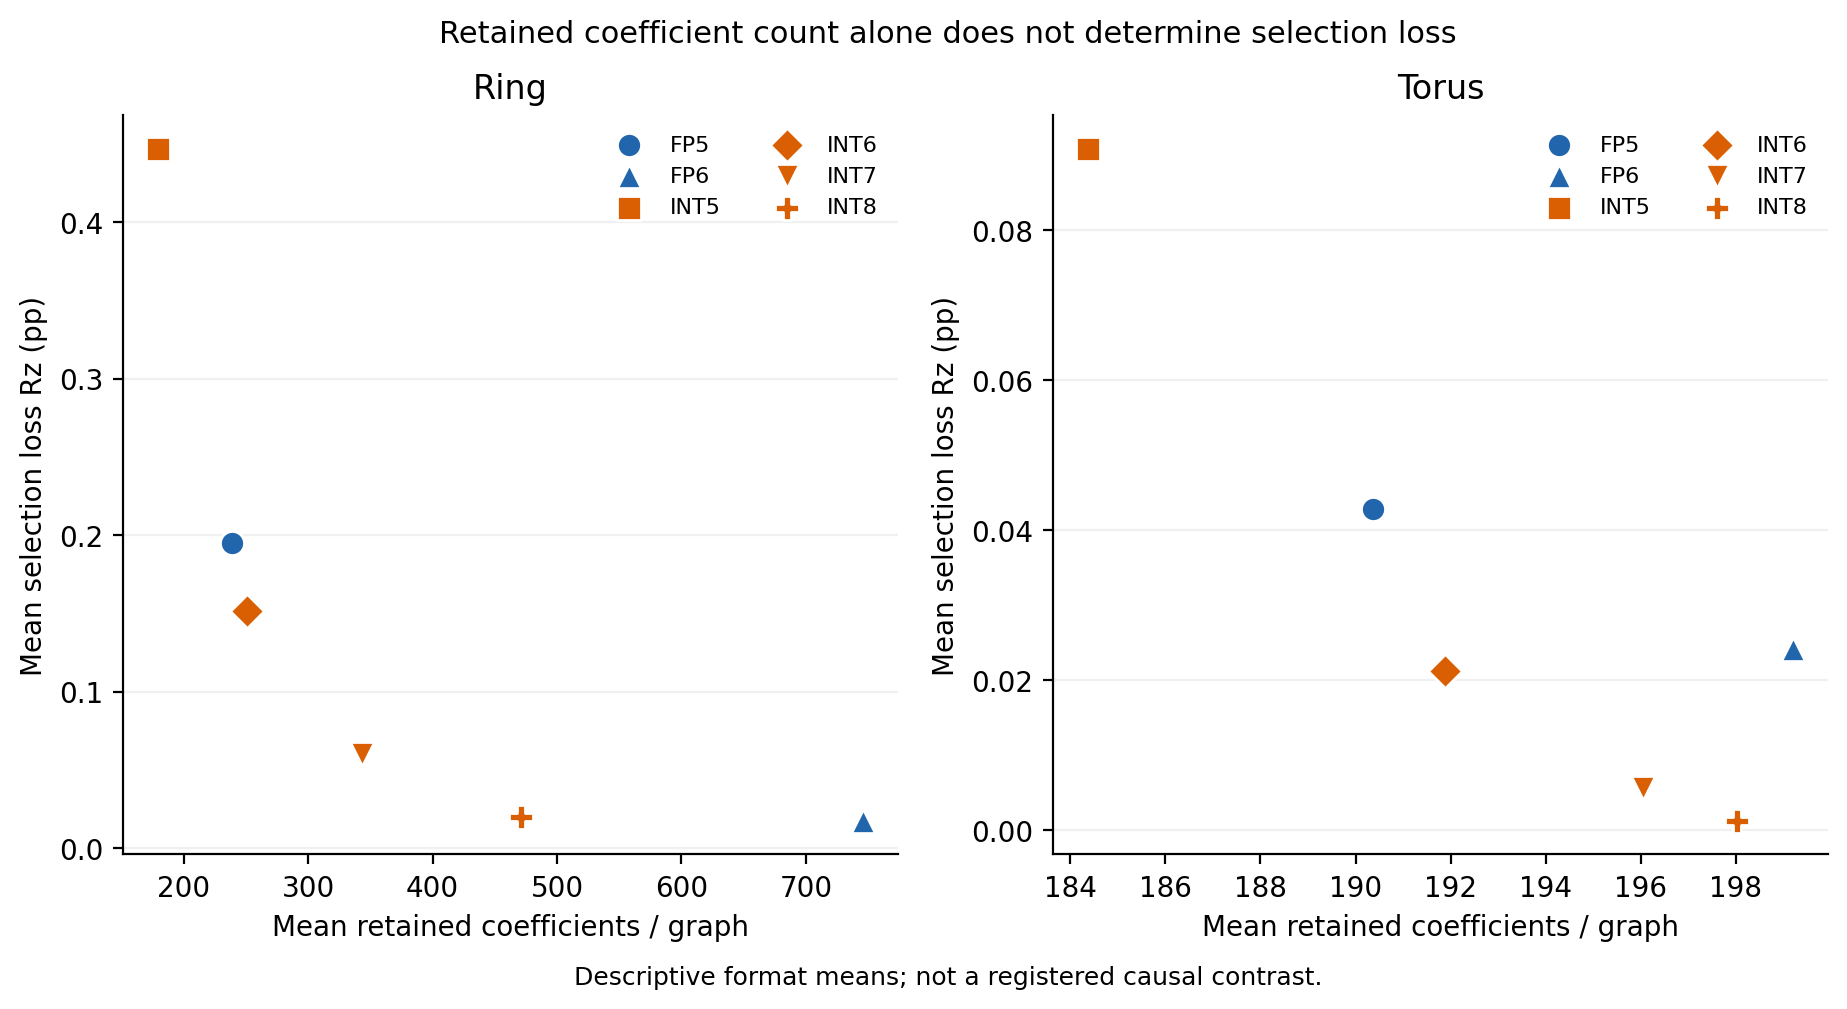 Retained coefficient count alone does not determine selection loss
Ring
Mean selection loss Rz (pp)
0.4
0.3
0.2
0.1
0.0
FP5
FP6
INT5
INT6
INT7
INT8
200 300 400 500 600 700
Mean retained coefficients / graph
Torus
Mean selection loss Rz (pp)
0.08
0.06
0.04
0.02
0.00
FP5
FP6
INT5
INT6
INT7
INT8
184 186 188 190 192 194 196 198
Mean retained coefficients / graph
Descriptive format means; not a registered causal contrast.